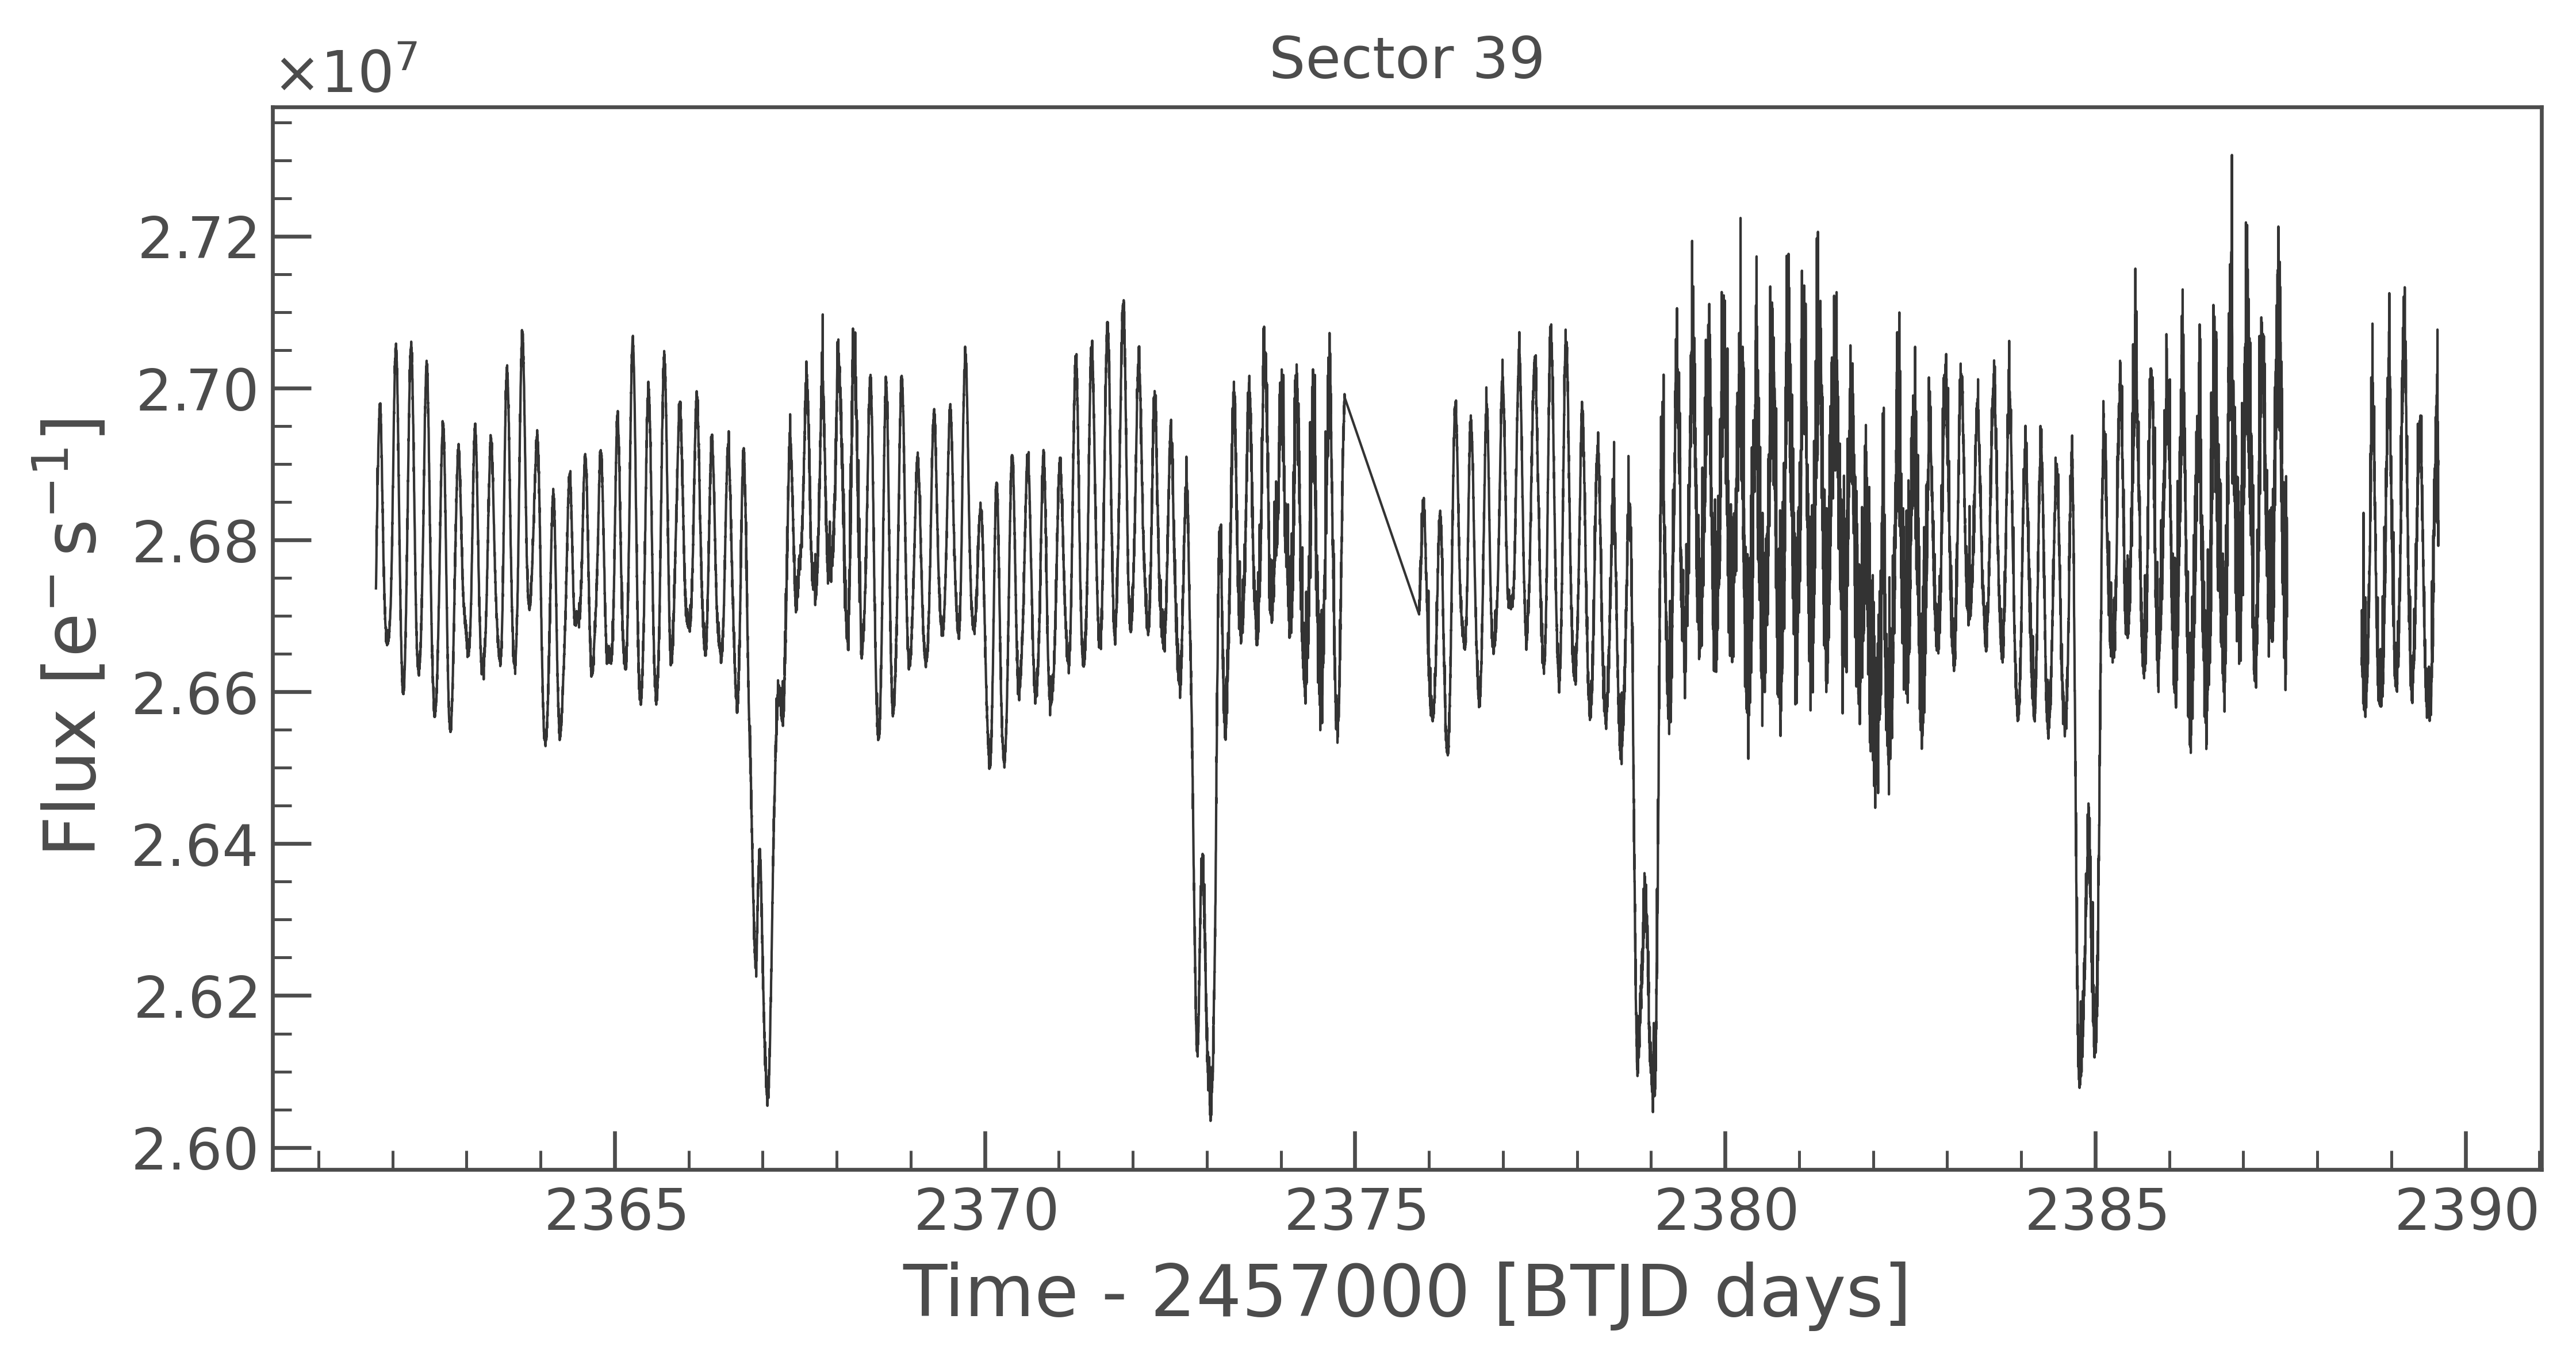 Sector 39
×10⁷
2.72
2.70
2.68
2.66
2.64
2.62
2.60
Flux [e⁻ s⁻¹]
2365 2370 2375 2380 2385 2390
Time - 2457000 [BTJD days]